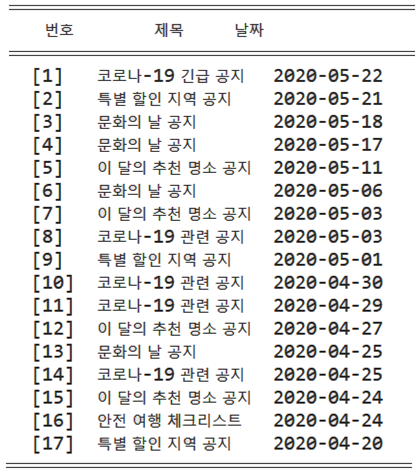 번호 제목 날짜
[1] 코로나-19 긴급 공지 2020-05-22
[2] 특별 할인 지역 공지 2020-05-21
[3] 문화의 날 공지 2020-05-18
[4] 문화의 날 공지 2020-05-17
[5] 이 달의 추천 명소 공지 2020-05-11
[6] 문화의 날 공지 2020-05-06
[7] 이 달의 추천 명소 공지 2020-05-03
[8] 코로나-19 관련 공지 2020-05-03
[9] 특별 할인 지역 공지 2020-05-01
[10] 코로나-19 관련 공지 2020-04-30
[11] 코로나-19 관련 공지 2020-04-29
[12] 이 달의 추천 명소 공지 2020-04-27
[13] 문화의 날 공지 2020-04-25
[14] 코로나-19 관련 공지 2020-04-25
[15] 이 달의 추천 명소 공지 2020-04-24
[16] 안전 여행 체크리스트 2020-04-24
[17] 특별 할인 지역 공지 2020-04-20